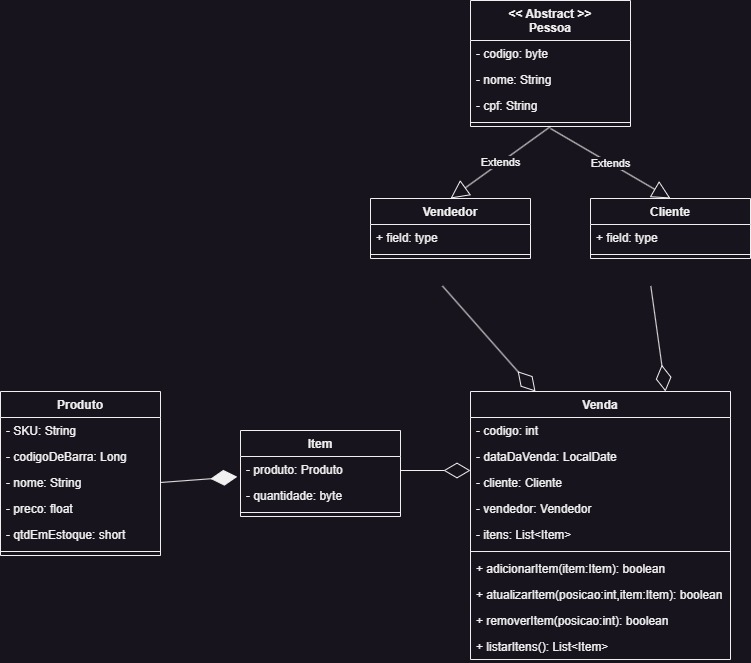 << Abstract >>
Pessoa
- codigo: byte
- nome: String
- cpf: String
Extends
Extends
Vendedor
+ field: type
Cliente
+ field: type
Produto
- SKU: String
- codigoDeBarra: Long
- nome: String
- preco: float
- qtdEmEstoque: short
Item
- produto: Produto
- quantidade: byte
Venda
- codigo: int
- dataDaVenda: LocalDate
- cliente: Cliente
- vendedor: Vendedor
- itens: List<Item>
+ adicionarItem(item:Item): boolean
+ atualizarItem(posicao:int,item:Item): boolean
+ removerItem(posicao:int): boolean
+ listarItens(): List<Item>